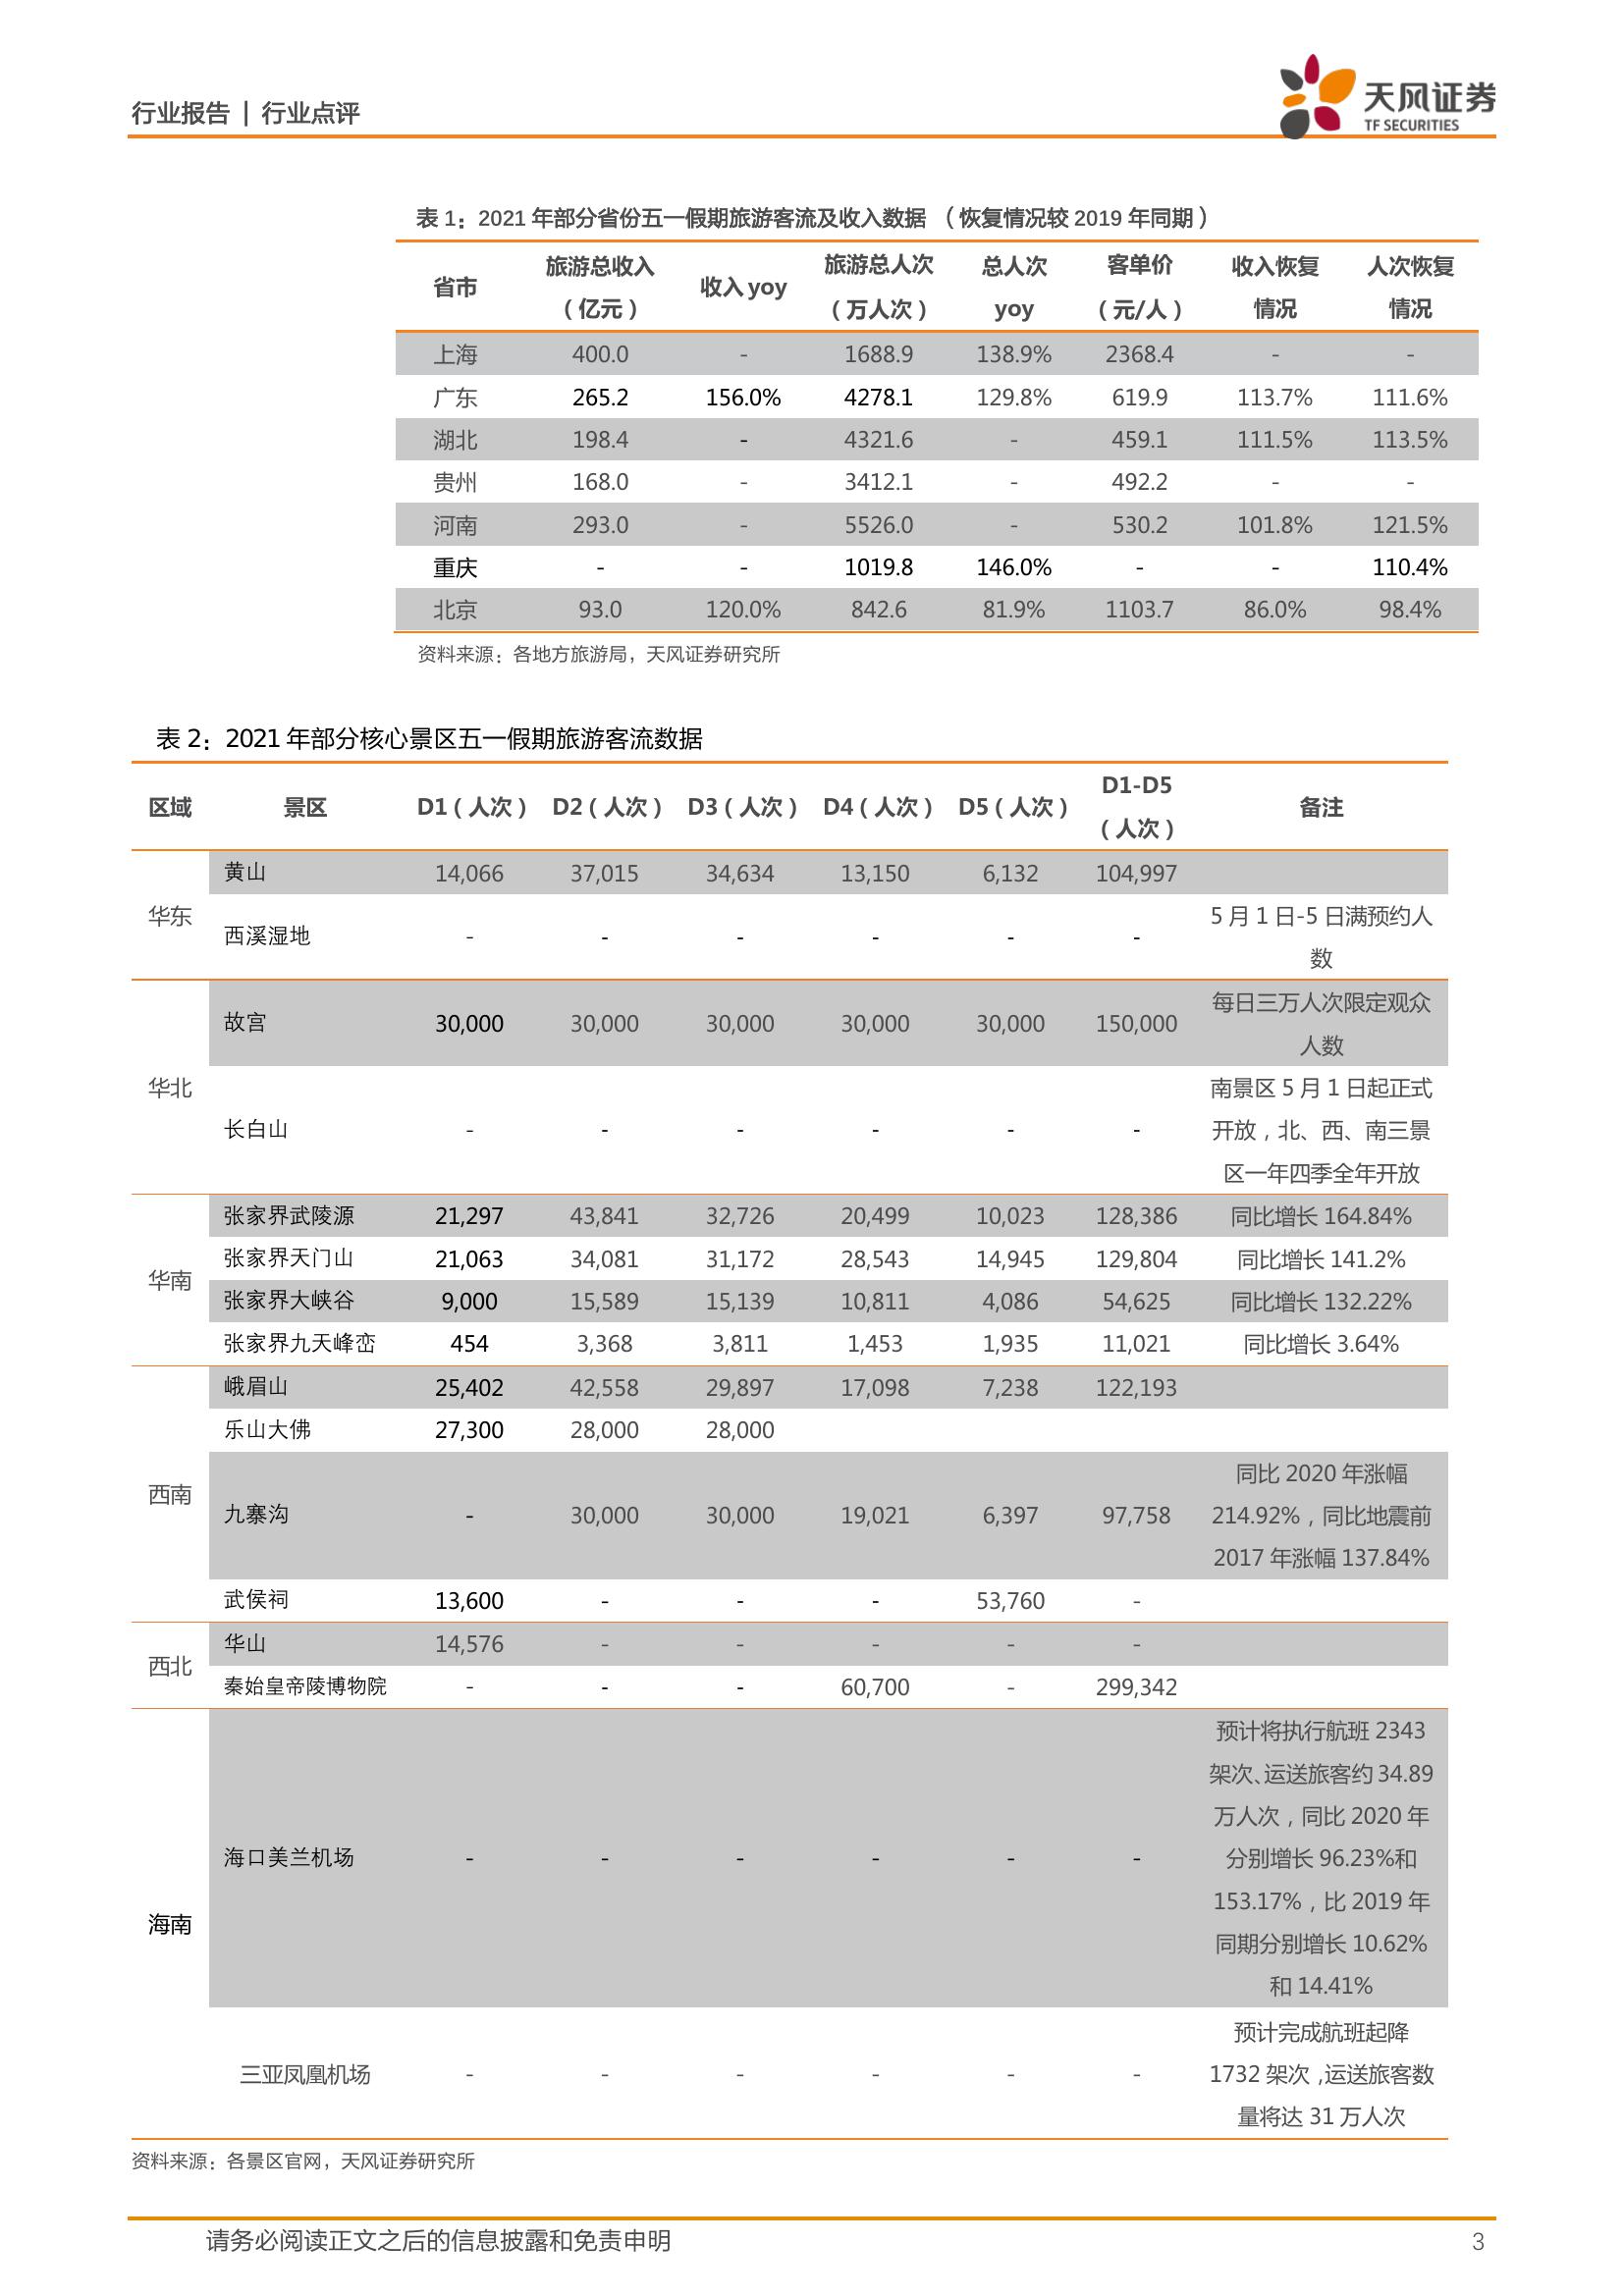 行业报告 | 行业点评
天风证券
TF SECURITIES
表 1：2021 年部分省份五一假期旅游客流及收入数据 （恢复情况较 2019 年同期）
省市 旅游总收入（亿元） 收入 yoy 旅游总人次（万人次） 总人次 yoy 客单价（元/人） 收入恢复情况 人次恢复情况
上海 400.0 - 1688.9 138.9% 2368.4 - -
广东 265.2 156.0% 4278.1 129.8% 619.9 113.7% 111.6%
湖北 198.4 - 4321.6 - 459.1 111.5% 113.5%
贵州 168.0 - 3412.1 - 492.2 - -
河南 293.0 - 5526.0 - 530.2 101.8% 121.5%
重庆 - - 1019.8 146.0% - - 110.4%
北京 93.0 120.0% 842.6 81.9% 1103.7 86.0% 98.4%
资料来源：各地方旅游局，天风证券研究所
表 2：2021 年部分核心景区五一假期旅游客流数据
区域 景区 D1（人次） D2（人次） D3（人次） D4（人次） D5（人次） D1-D5（人次） 备注
华东
黄山 14,066 37,015 34,634 13,150 6,132 104,997
西溪湿地 - - - - - - 5 月 1 日-5 日满预约人
数
华北
故宫 30,000 30,000 30,000 30,000 30,000 150,000 每日三万人次限定观众
人数
长白山 - - - - - - 南景区 5 月 1 日起正式
开放，北、西、南三景
区一年四季全年开放
华南
张家界武陵源 21,297 43,841 32,726 20,499 10,023 128,386 同比增长 164.84%
张家界天门山 21,063 34,081 31,172 28,543 14,945 129,804 同比增长 141.2%
张家界大峡谷 9,000 15,589 15,139 10,811 4,086 54,625 同比增长 132.22%
张家界九天峰峦 454 3,368 3,811 1,453 1,935 11,021 同比增长 3.64%
西南
峨眉山 25,402 42,558 29,897 17,098 7,238 122,193
乐山大佛 27,300 28,000 28,000
九寨沟 - 30,000 30,000 19,021 6,397 97,758 同比 2020 年涨幅
214.92%，同比地震前
2017 年涨幅 137.84%
武侯祠 13,600 - - - 53,760 -
西北
华山 14,576 - - - - -
秦始皇帝陵博物院 - - - 60,700 - 299,342
海南
海口美兰机场 - - - - - - 预计将执行航班 2343
架次、运送旅客约 34.89
万人次，同比 2020 年
分别增长 96.23%和
153.17%，比 2019 年
同期分别增长 10.62%
和 14.41%
三亚凤凰机场 - - - - - - 预计完成航班起降
1732 架次，运送旅客数
量将达 31 万人次
资料来源：各景区官网，天风证券研究所
请务必阅读正文之后的信息披露和免责申明 3